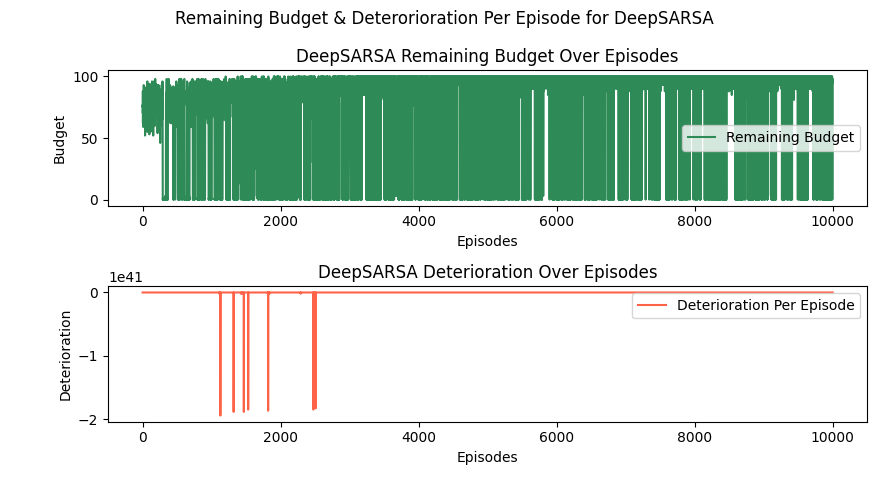 Remaining Budget & Deterorioration Per Episode for DeepSARSA
DeepSARSA Remaining Budget Over Episodes
100
50
0
Budget
Remaining Budget
0 2000 4000 6000 8000 10000
Episodes
DeepSARSA Deterioration Over Episodes
1e41
0
−1
−2
Deterioration
Deterioration Per Episode
0 2000 4000 6000 8000 10000
Episodes